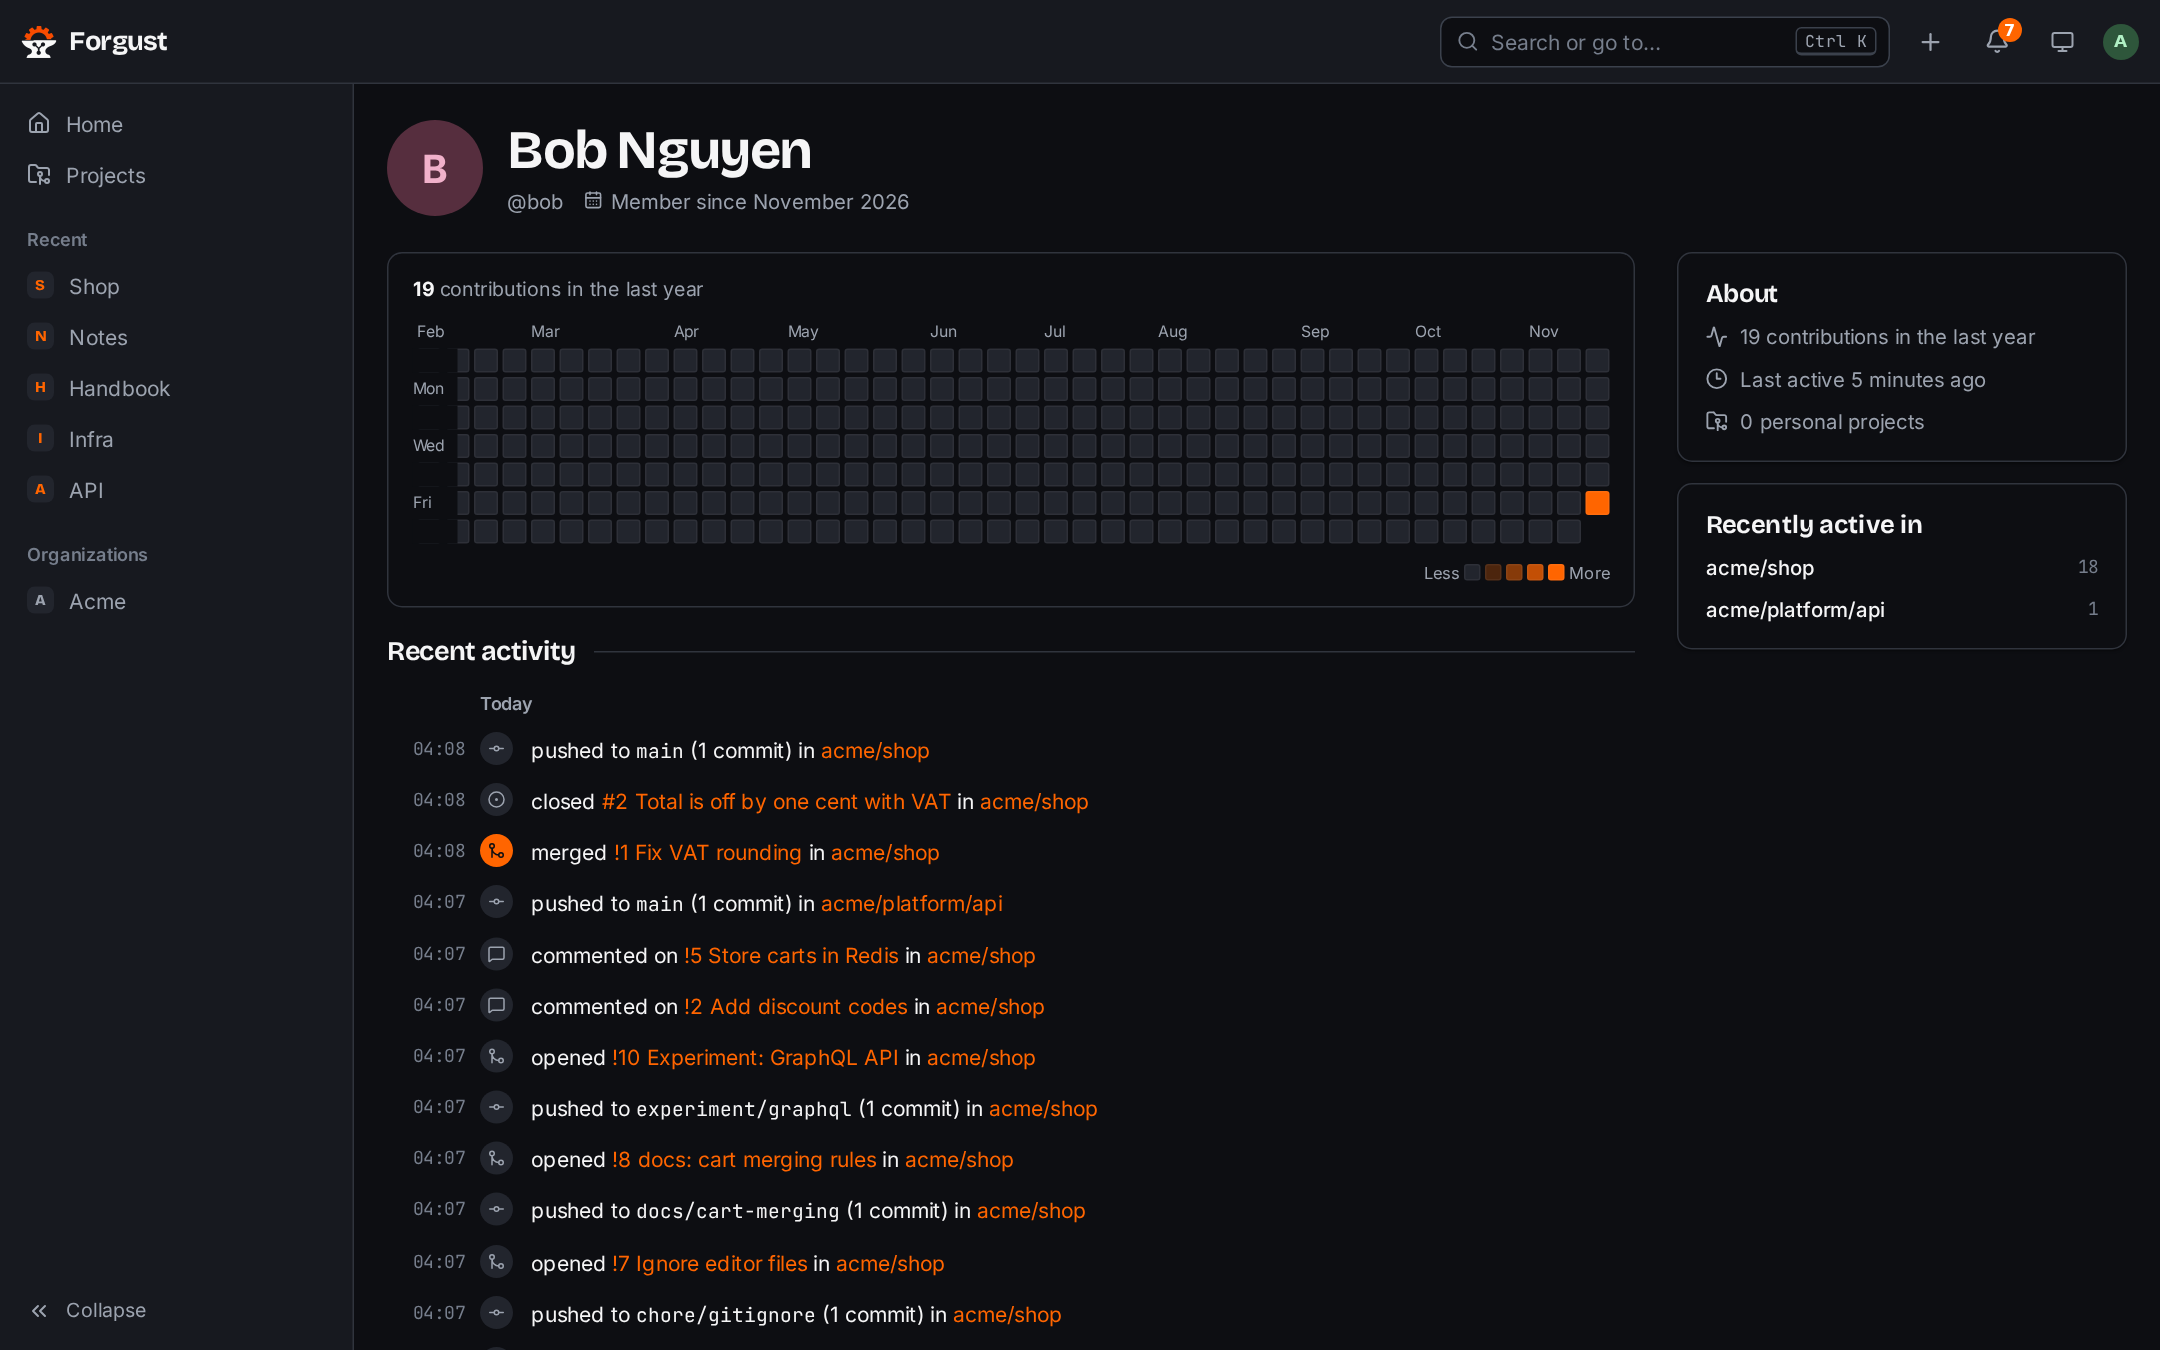 Forgust
Search or go to...
Ctrl K
7
A
Home
Projects
Recent
S Shop
N Notes
H Handbook
I Infra
A API
Organizations
A Acme
Collapse
B
Bob Nguyen
@bob Member since November 2026
19 contributions in the last year
Feb Mar Apr May Jun Jul Aug Sep Oct Nov
Mon
Wed
Fri
Less More
Recent activity
Today
04:08 pushed to main (1 commit) in acme/shop
04:08 closed #2 Total is off by one cent with VAT in acme/shop
04:08 merged !1 Fix VAT rounding in acme/shop
04:07 pushed to main (1 commit) in acme/platform/api
04:07 commented on !5 Store carts in Redis in acme/shop
04:07 commented on !2 Add discount codes in acme/shop
04:07 opened !10 Experiment: GraphQL API in acme/shop
04:07 pushed to experiment/graphql (1 commit) in acme/shop
04:07 opened !8 docs: cart merging rules in acme/shop
04:07 pushed to docs/cart-merging (1 commit) in acme/shop
04:07 opened !7 Ignore editor files in acme/shop
04:07 pushed to chore/gitignore (1 commit) in acme/shop
About
19 contributions in the last year
Last active 5 minutes ago
0 personal projects
Recently active in
acme/shop 18
acme/platform/api 1